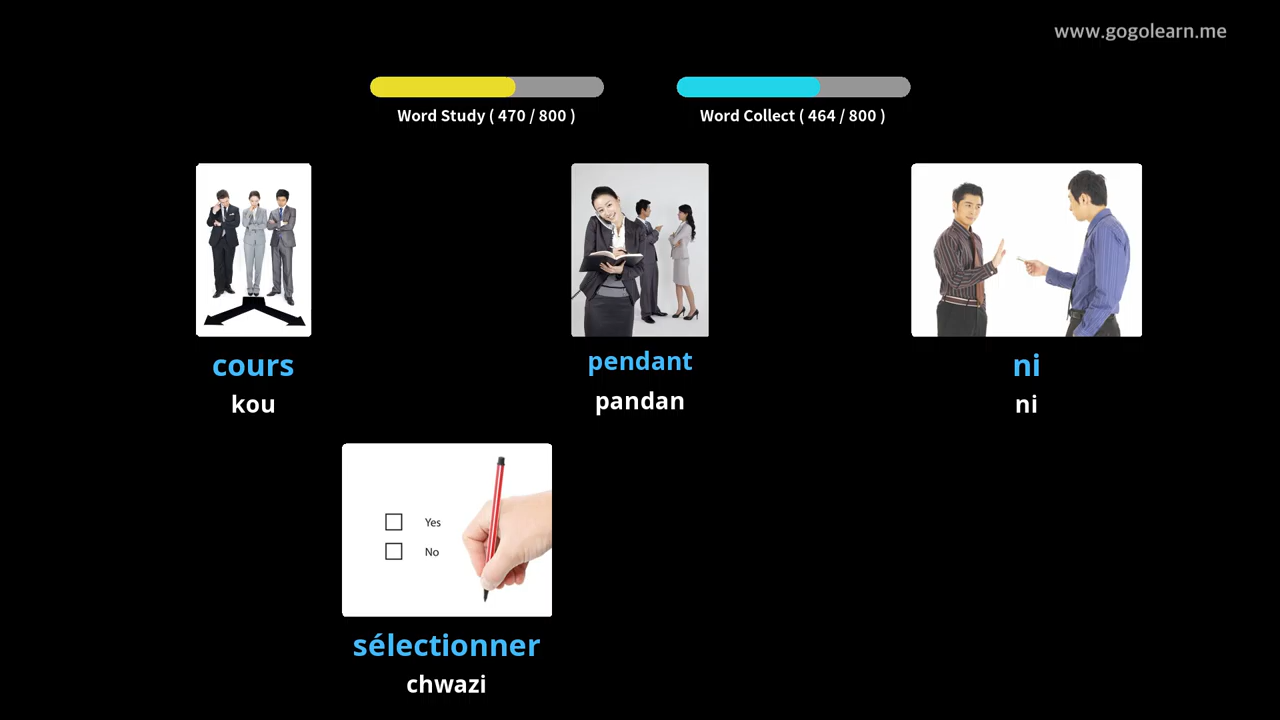 www.gogolearn.me
Word Study ( 470 / 800 )
Word Collect ( 464 / 800 )
cours
kou
pendant
pandan
ni
ni
Yes
No
sélectionner
chwazi